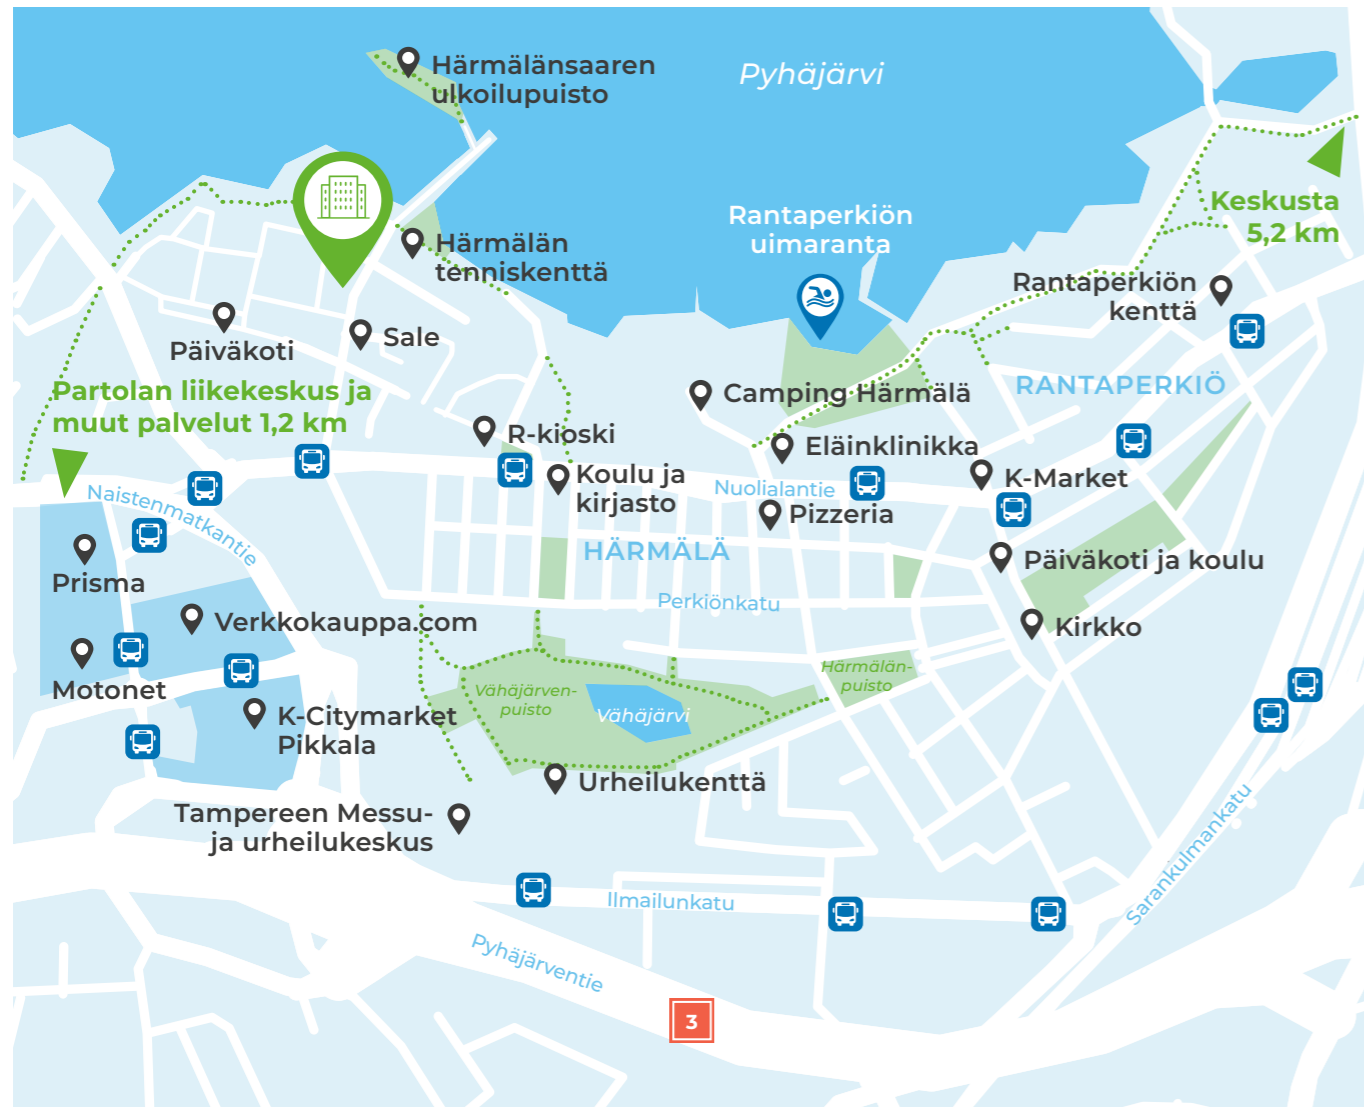 Härmälänsaaren
ulkoilupuisto
Pyhäjärvi
Keskusta
5,2 km
Rantaperkiön
uimaranta
Härmälän
tenniskenttä
Rantaperkiön
kenttä
Päiväkoti
Sale
Partolan liikekeskus ja
muut palvelut 1,2 km
RANTAPERKIÖ
Camping Härmälä
R-kioski
Eläinklinikka
Koulu ja
kirjasto
K-Market
Naistenmatkantie
Nuolialantie
Pizzeria
HÄRMÄLÄ
Päiväkoti ja koulu
Prisma
Perkiönkatu
Verkkokauppa.com
Kirkko
Motonet
Härmälän-
puisto
Vähäjärven-
puisto
Vähäjärvi
K-Citymarket
Pikkala
Urheilukenttä
Tampereen Messu-
ja urheilukeskus
Sarankulmankatu
Ilmailunkatu
Pyhäjärventie
3